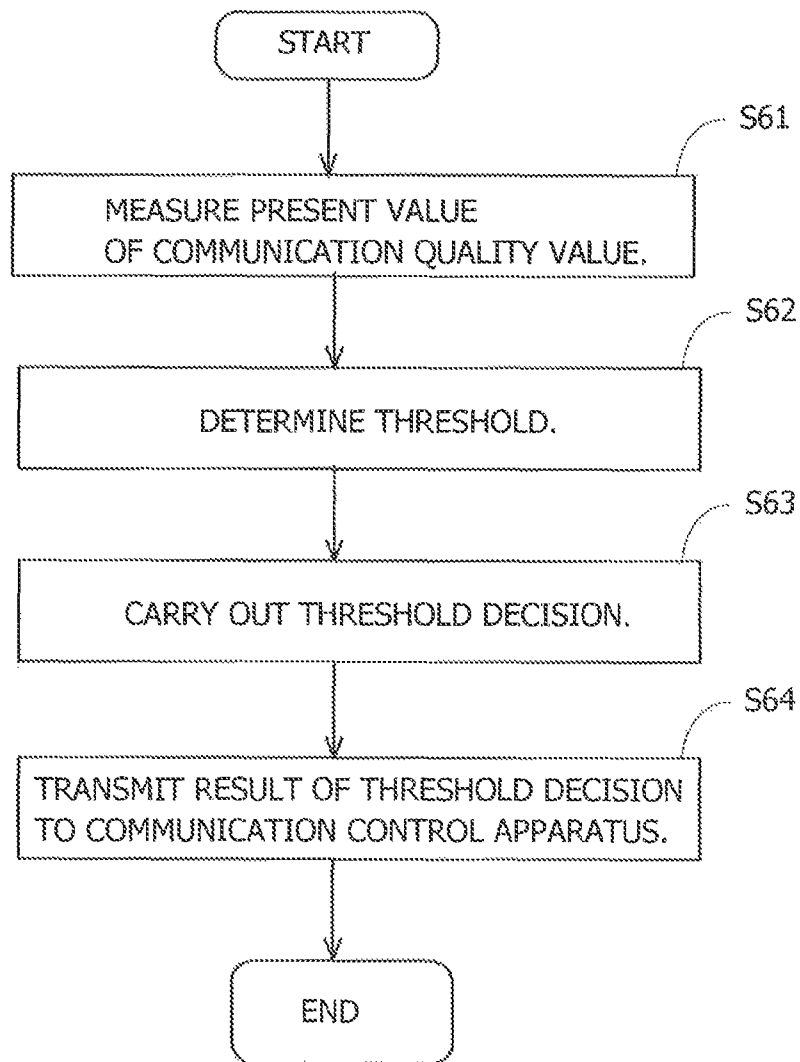 START
S61
MEASURE PRESENT VALUE
OF COMMUNICATION QUALITY VALUE.
S62
DETERMINE THRESHOLD.
S63
CARRY OUT THRESHOLD DECISION.
S64
TRANSMIT RESULT OF THRESHOLD DECISION
TO COMMUNICATION CONTROL APPARATUS.
END